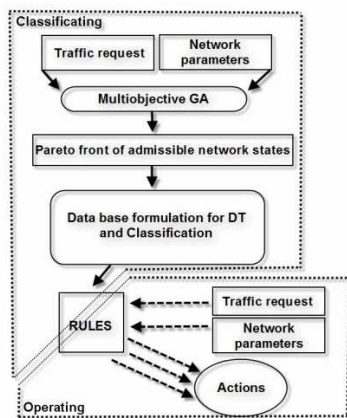 Classificating
Traffic request
Network
parameters
Multiobjective GA
Pareto front of admissible network states
Data base formulation for DT
and Classification
RULES
Traffic request
Network
parameters
Actions
Operating